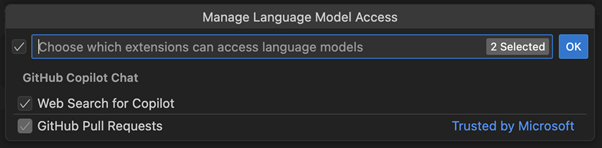 Manage Language Model Access
Choose which extensions can access language models
2 Selected
OK
GitHub Copilot Chat
Web Search for Copilot
GitHub Pull Requests
Trusted by Microsoft